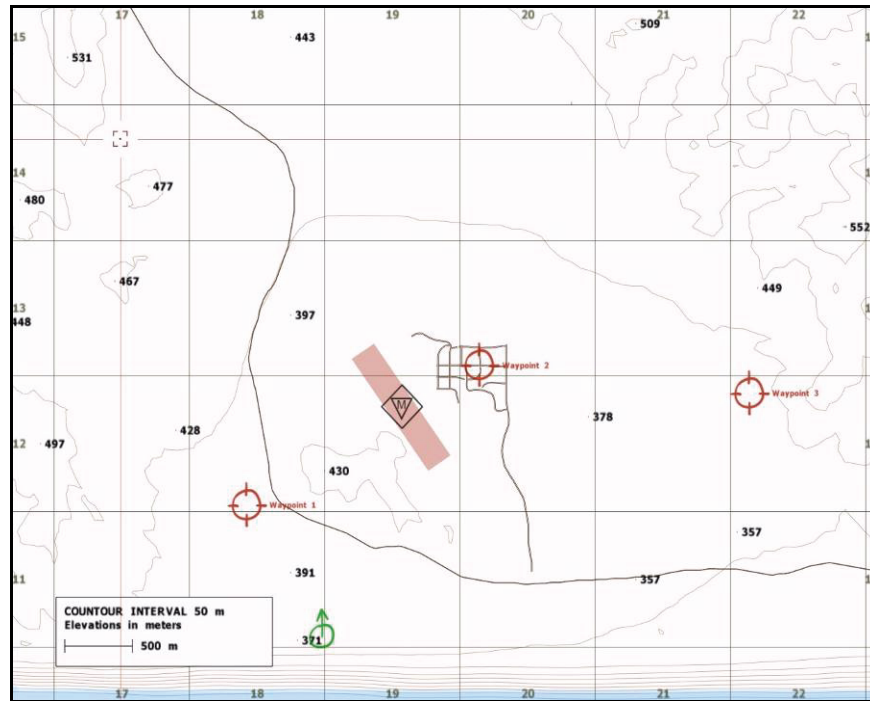 17 18 19 20 21 22
15 443 509
531
14
477
480
552
467 449
13 397
448
Waypoint 2
Waypoint 3
M
378
12 428
497
430
Waypoint 1
357
11 391 357
COUNTOUR INTERVAL 50 m
Elevations in meters
500 m
371
17 18 19 20 21 22